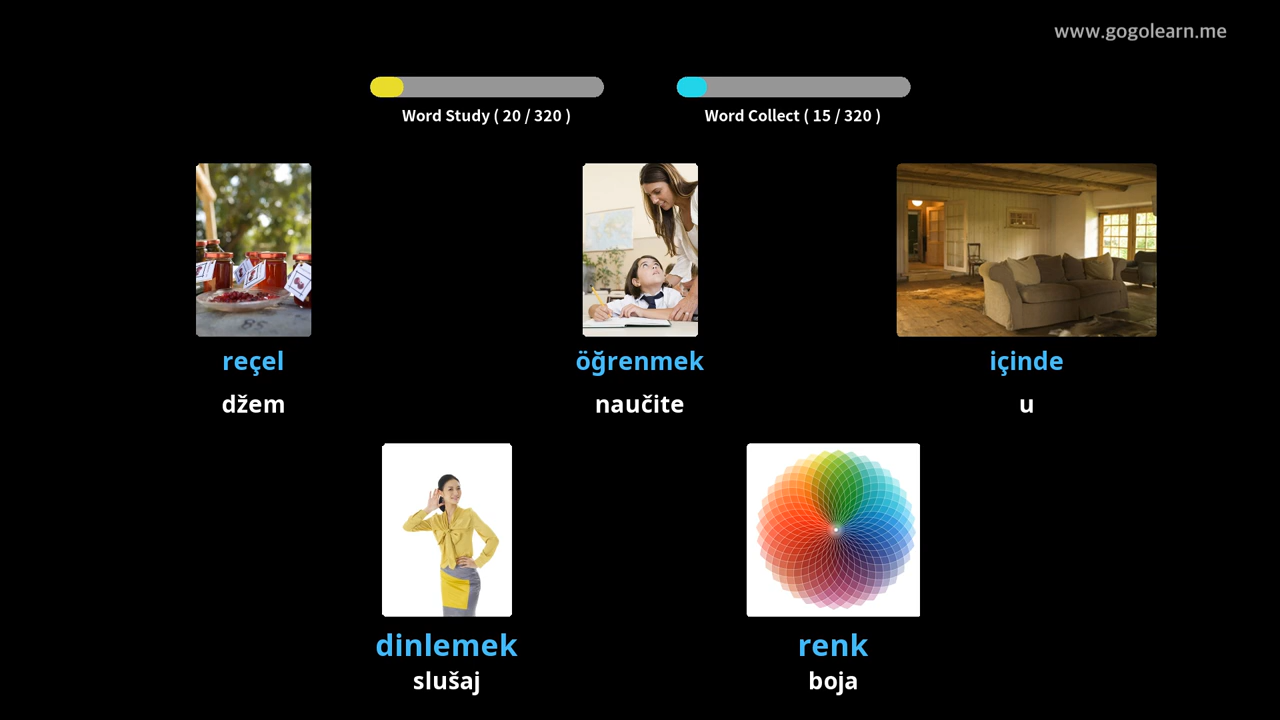 www.gogolearn.me
Word Study ( 20 / 320 )
Word Collect ( 15 / 320 )
reçel
džem
öğrenmek
naučite
içinde
u
dinlemek
slušaj
renk
boja